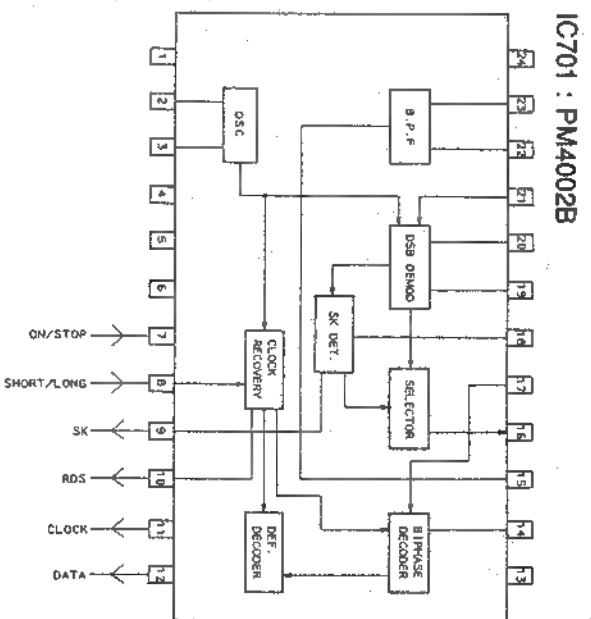 IC701 : PM4002B
1
24
2
OSC
B.P.F
23
3
22
4
21
5
DSB DEMOD
20
6
19
ON/STOP
7
SK DET.
18
SHORT/LONG
8
CLOCK
RECOVERY
SELECTOR
17
SK
9
16
RDS
10
15
CLOCK
11
DEF.
DECODER
BIPHASE
DECODER
14
DATA
12
13